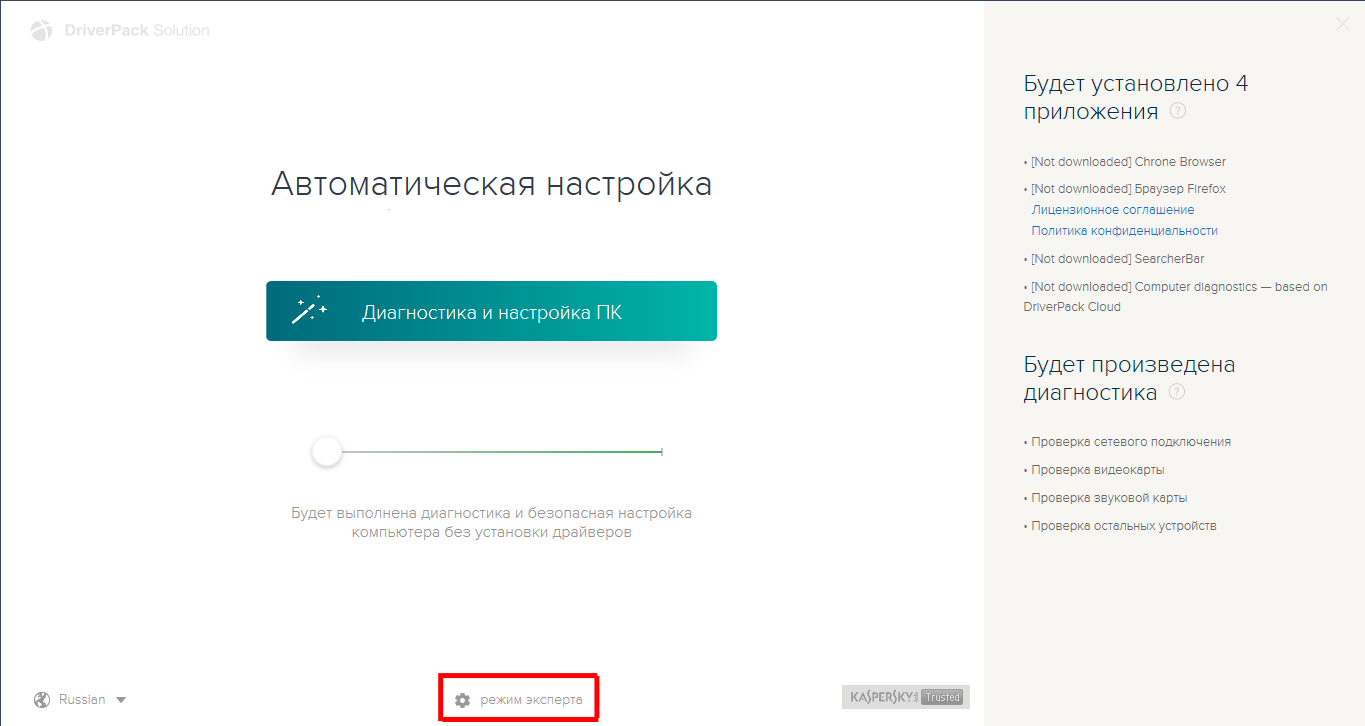 DriverPack Solution
Автоматическая настройка
Диагностика и настройка ПК
Будет выполнена диагностика и безопасная настройка
компьютера без установки драйверов
Russian
режим эксперта
KASPERSKY LAB Trusted
Будет установлено 4
приложения ?
• [Not downloaded] Chrone Browser
• [Not downloaded] Браузер Firefox
Лицензионное соглашение
Политика конфиденциальности
• [Not downloaded] SearcherBar
• [Not downloaded] Computer diagnostics — based on
DriverPack Cloud
Будет произведена
диагностика ?
• Проверка сетевого подключения
• Проверка видеокарты
• Проверка звуковой карты
• Проверка остальных устройств